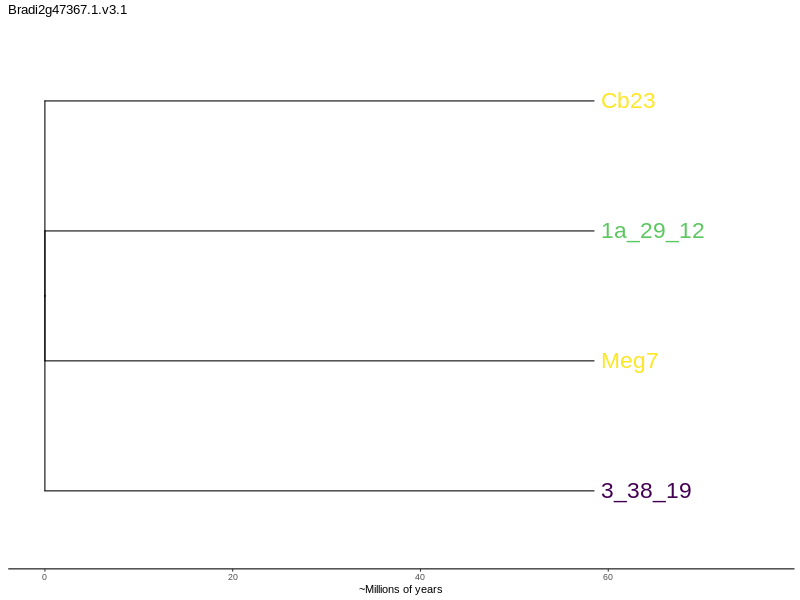 Bradi2g47367.1.v3.1
Cb23
1a_29_12
Meg7
3_38_19
0 20 40 60
~Millions of years